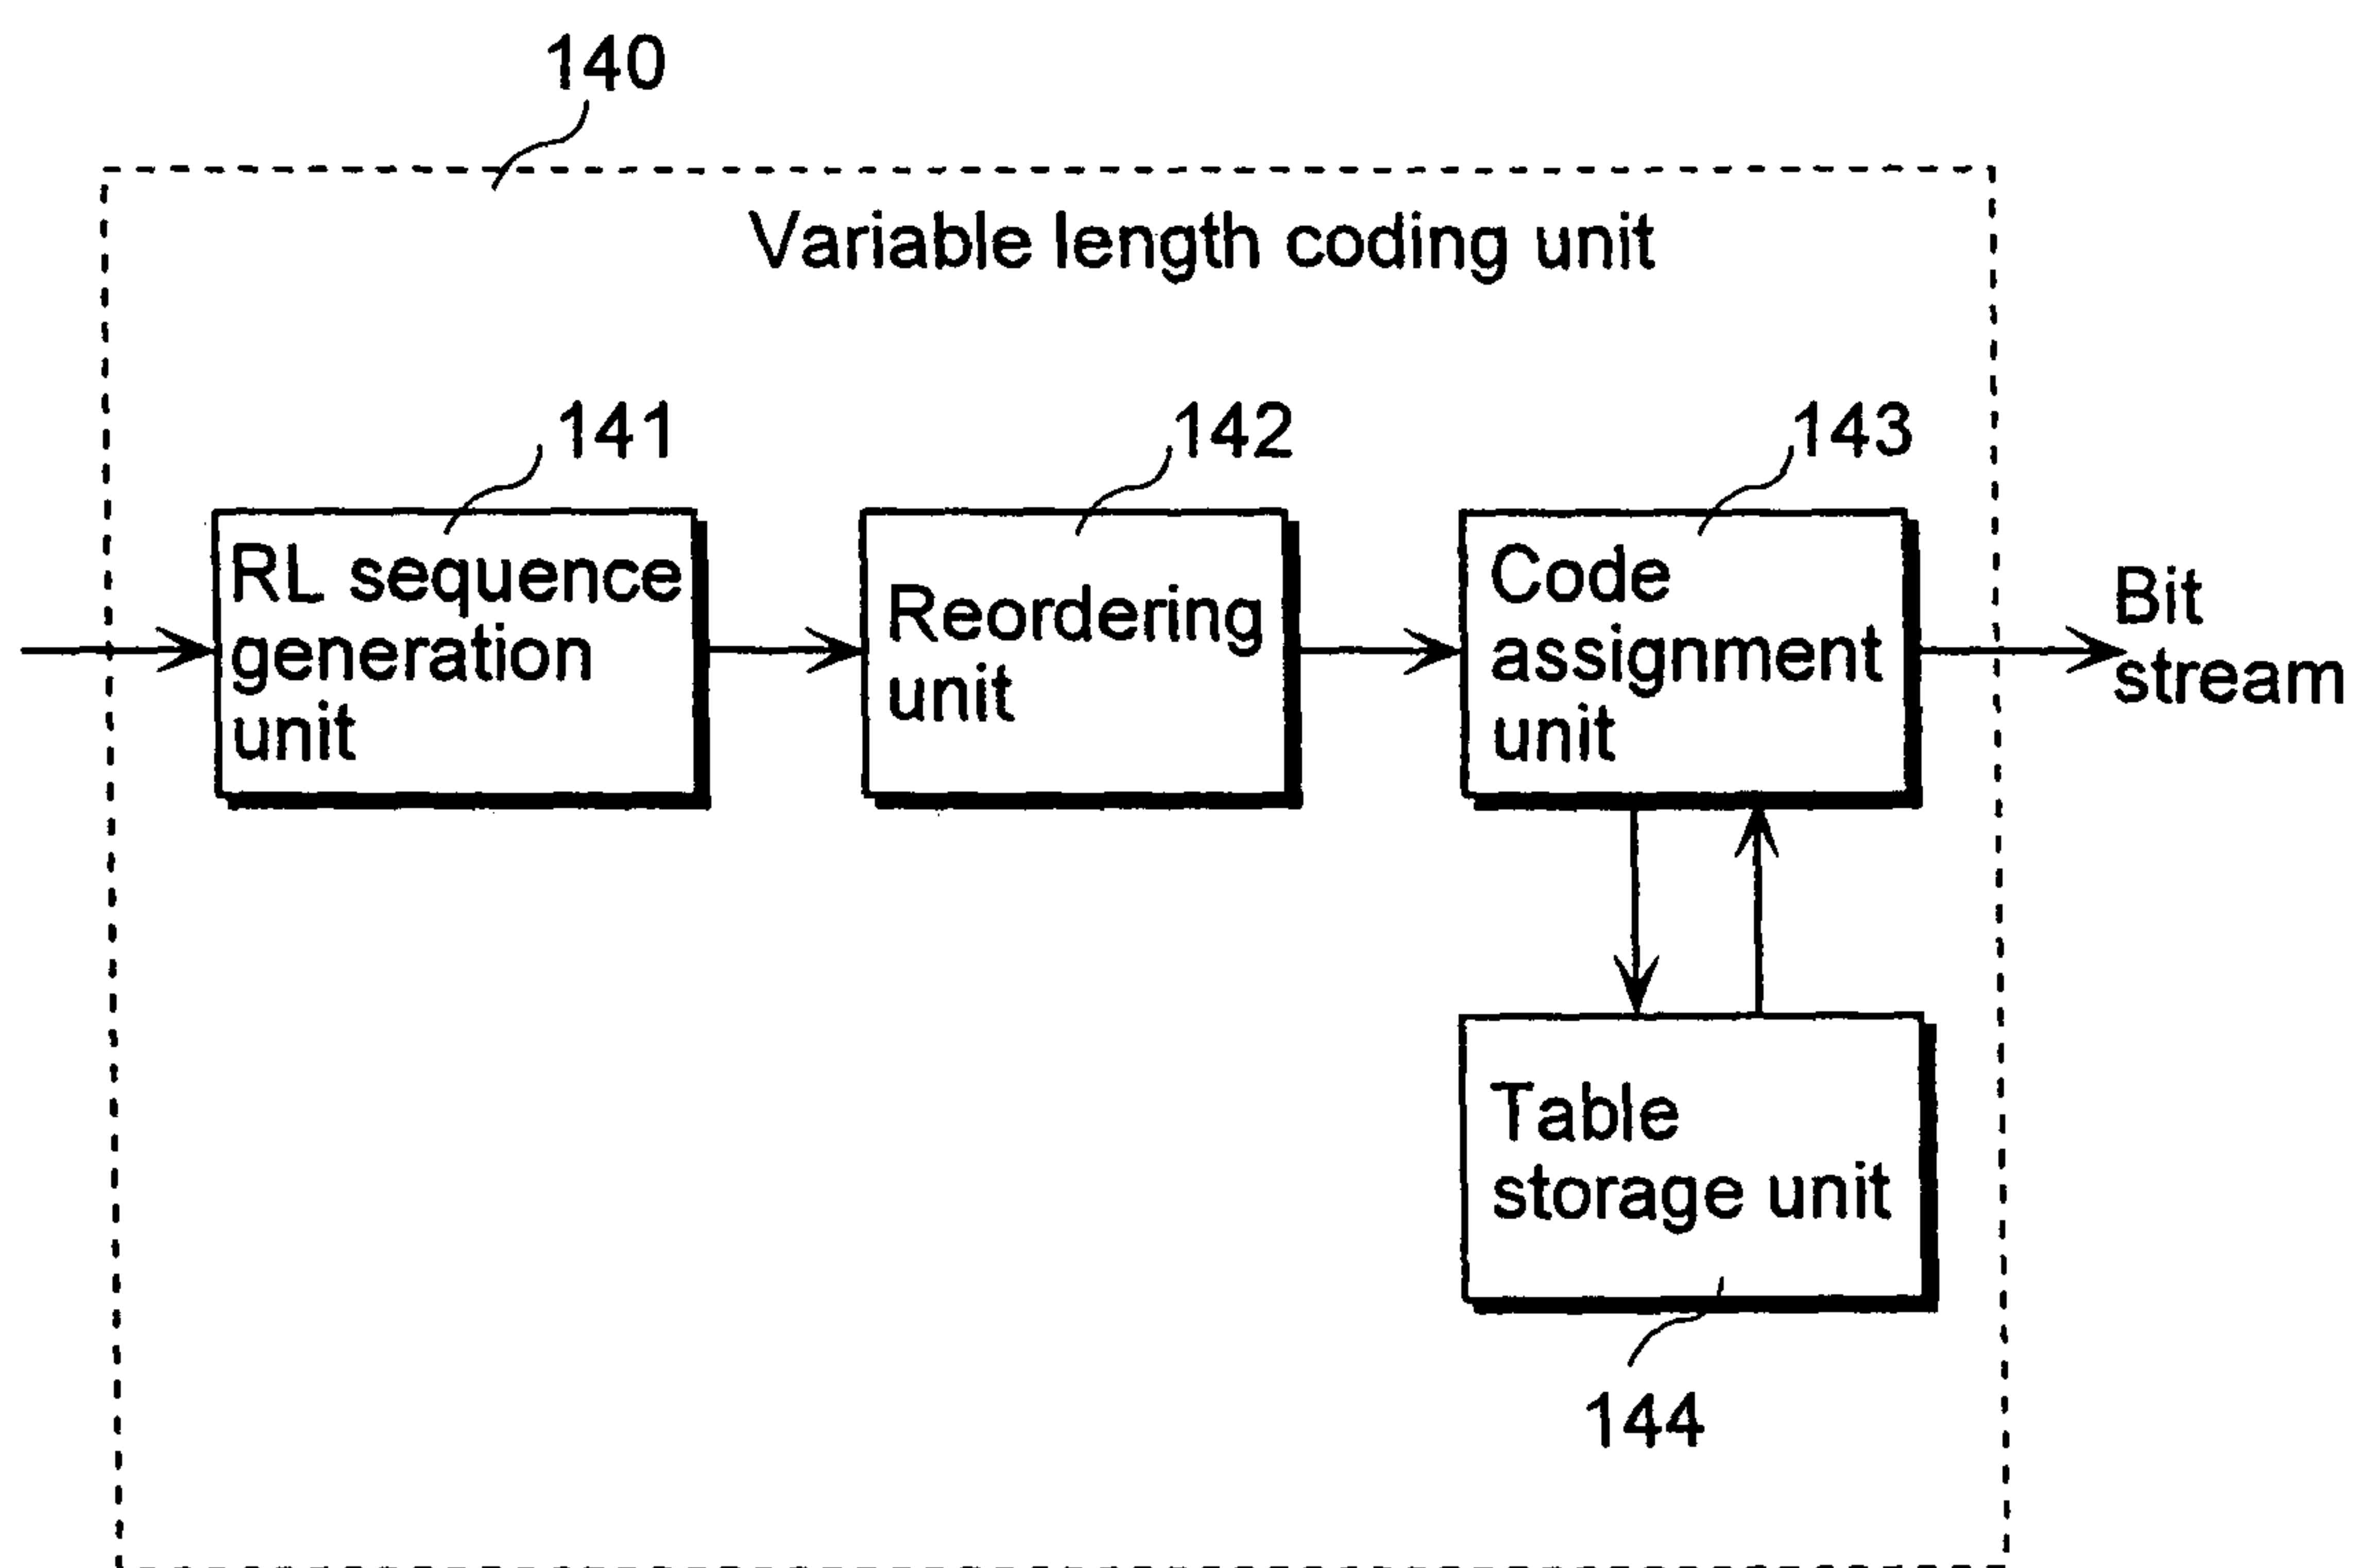 140
Variable length coding unit
141
142
143
RL sequence
generation
unit
Reordering
unit
Code
assignment
unit
Bit
stream
Table
storage unit
144